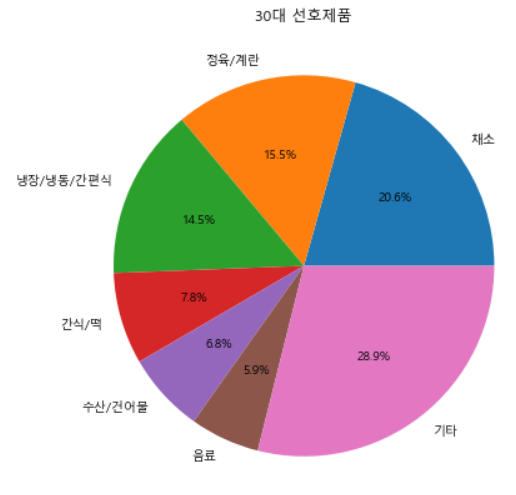 30대 선호제품
정육/계란
채소
15.5%
20.6%
냉장/냉동/간편식
14.5%
7.8%
간식/떡
6.8%
28.9%
5.9%
수산/건어물
기타
음료